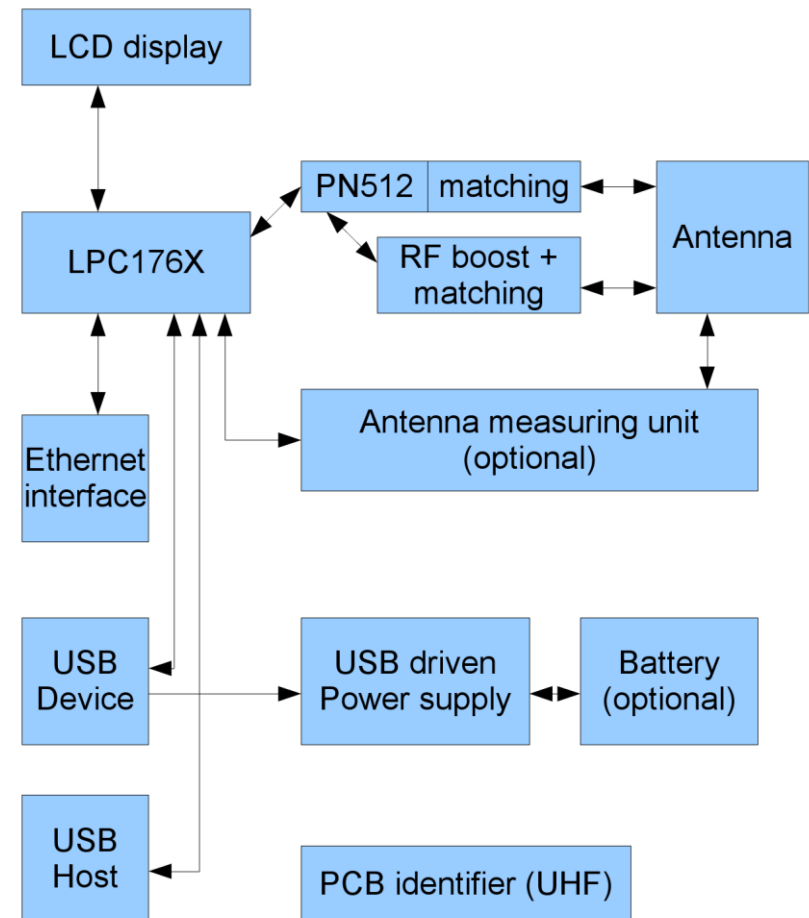 LCD display
PN512
matching
LPC176X
RF boost +
matching
Antenna
Ethernet
interface
Antenna measuring unit
(optional)
USB
Device
USB driven
Power supply
Battery
(optional)
USB
Host
PCB identifier (UHF)